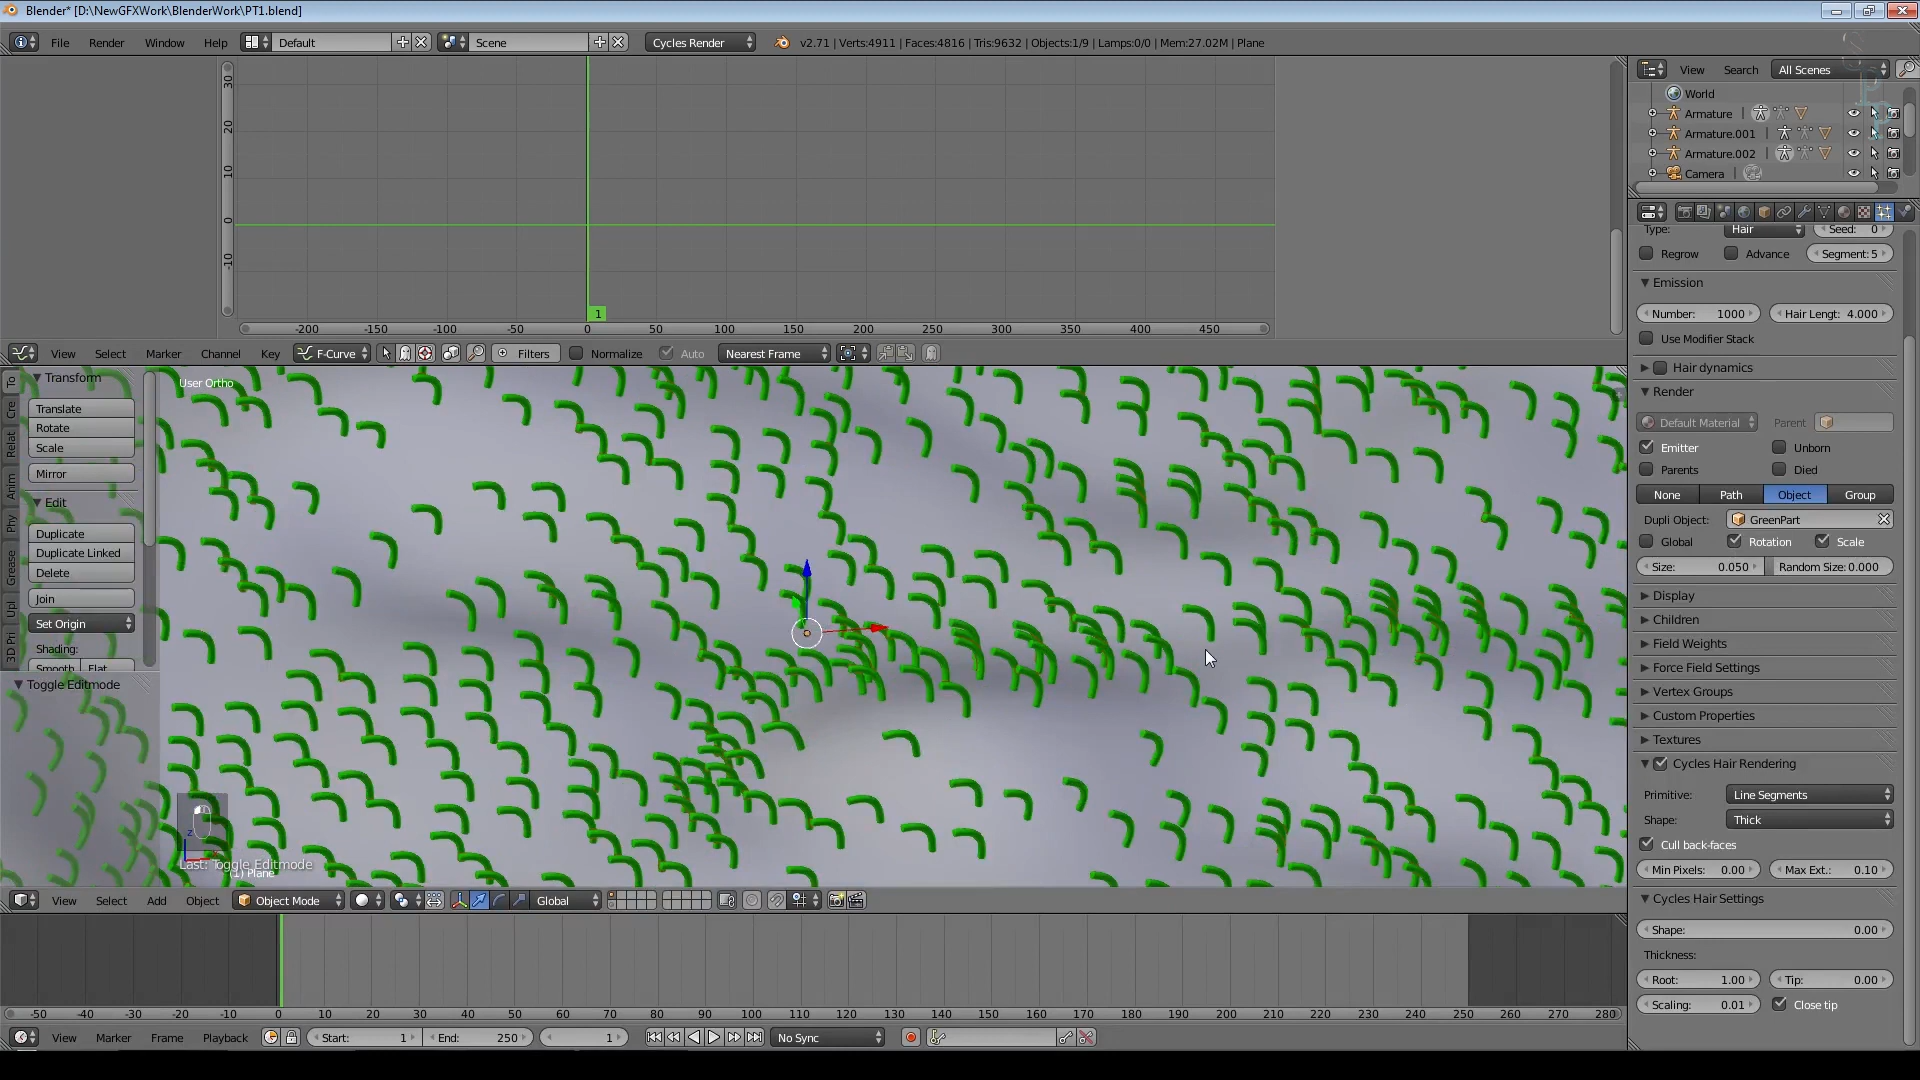 Blender* [D:\NewGFXWork\BlenderWork\PT1.blend]
File Render Window Help Default Scene Cycles Render v2.71 | Verts:4911 | Faces:4816 | Tris:9632 | Objects:1/9 | Lamps:0/0 | Mem:27.02M | Plane
30
20
10
0
-10
1
-200 -150 -100 -50 0 50 100 150 200 250 300 350 400 450
View Select Marker Channel Key F-Curve Filters Normalize Auto Nearest Frame
View Search All Scenes
World
Armature
Armature.001
Armature.002
Camera
Type: Hair Seed: 0
Regrow Advance Segment: 5
Emission
Number: 1000 Hair Lengt: 4.000
Use Modifier Stack
Hair dynamics
Render
Default Material Parent
Emitter Unborn
Parents Died
None Path Object Group
Dupli Object: GreenPart
Global Rotation Scale
Size: 0.050 Random Size: 0.000
Display
Children
Field Weights
Force Field Settings
Vertex Groups
Custom Properties
Textures
Cycles Hair Rendering
Primitive: Line Segments
Shape: Thick
Cull back-faces
Min Pixels: 0.00 Max Ext.: 0.10
Cycles Hair Settings
Shape: 0.00
Thickness:
Root: 1.00 Tip: 0.00
Scaling: 0.01 Close tip
To
Cre
Relat
Anim
Phy
Grease
Upl
3D Pri
Transform
Translate
Rotate
Scale
Mirror
Edit
Duplicate
Duplicate Linked
Delete
Join
Set Origin
Shading:
Smooth Flat
Toggle Editmode
User Ortho
z
Last: Toggle Editmode
(1) Plane
View Select Add Object Object Mode Global
-50 -40 -30 -20 -10 0 10 20 30 40 50 60 70 80 90 100 110 120 130 140 150 160 170 180 190 200 210 220 230 240 250 260 270 280
View Marker Frame Playback Start: 1 End: 250 1 No Sync